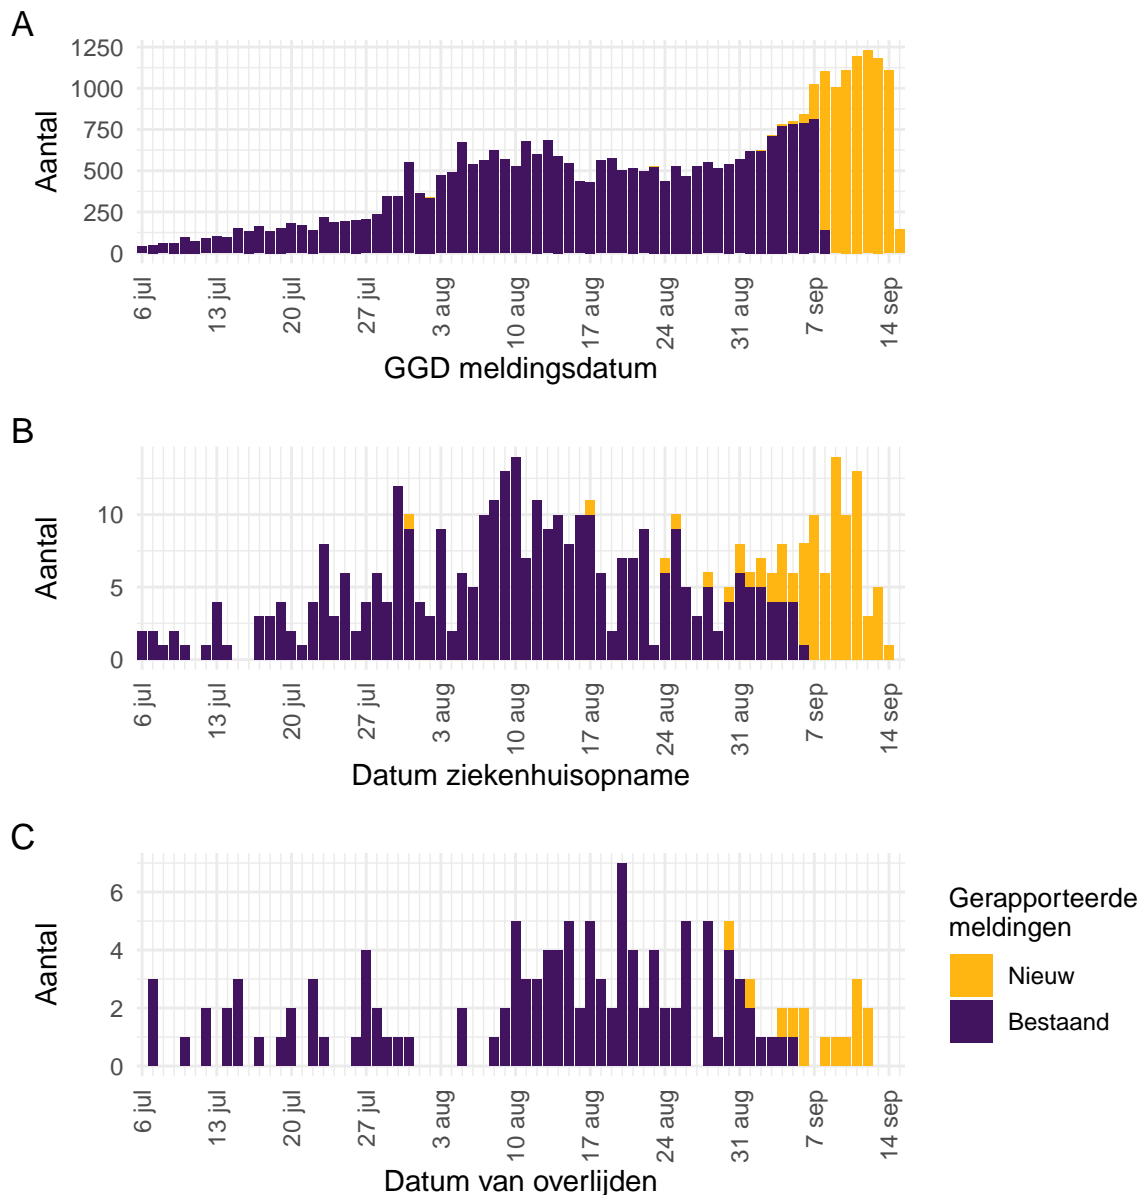 A
1250
1000
750
500
250
0
Aantal
6 jul
13 jul
20 jul
27 jul
3 aug
10 aug
17 aug
24 aug
31 aug
7 sep
14 sep
GGD meldingsdatum
B
10
5
0
Aantal
6 jul
13 jul
20 jul
27 jul
3 aug
10 aug
17 aug
24 aug
31 aug
7 sep
14 sep
Datum ziekenhuisopname
C
6
4
2
0
Aantal
6 jul
13 jul
20 jul
27 jul
3 aug
10 aug
17 aug
24 aug
31 aug
7 sep
14 sep
Datum van overlijden
Gerapporteerde
meldingen
Nieuw
Bestaand